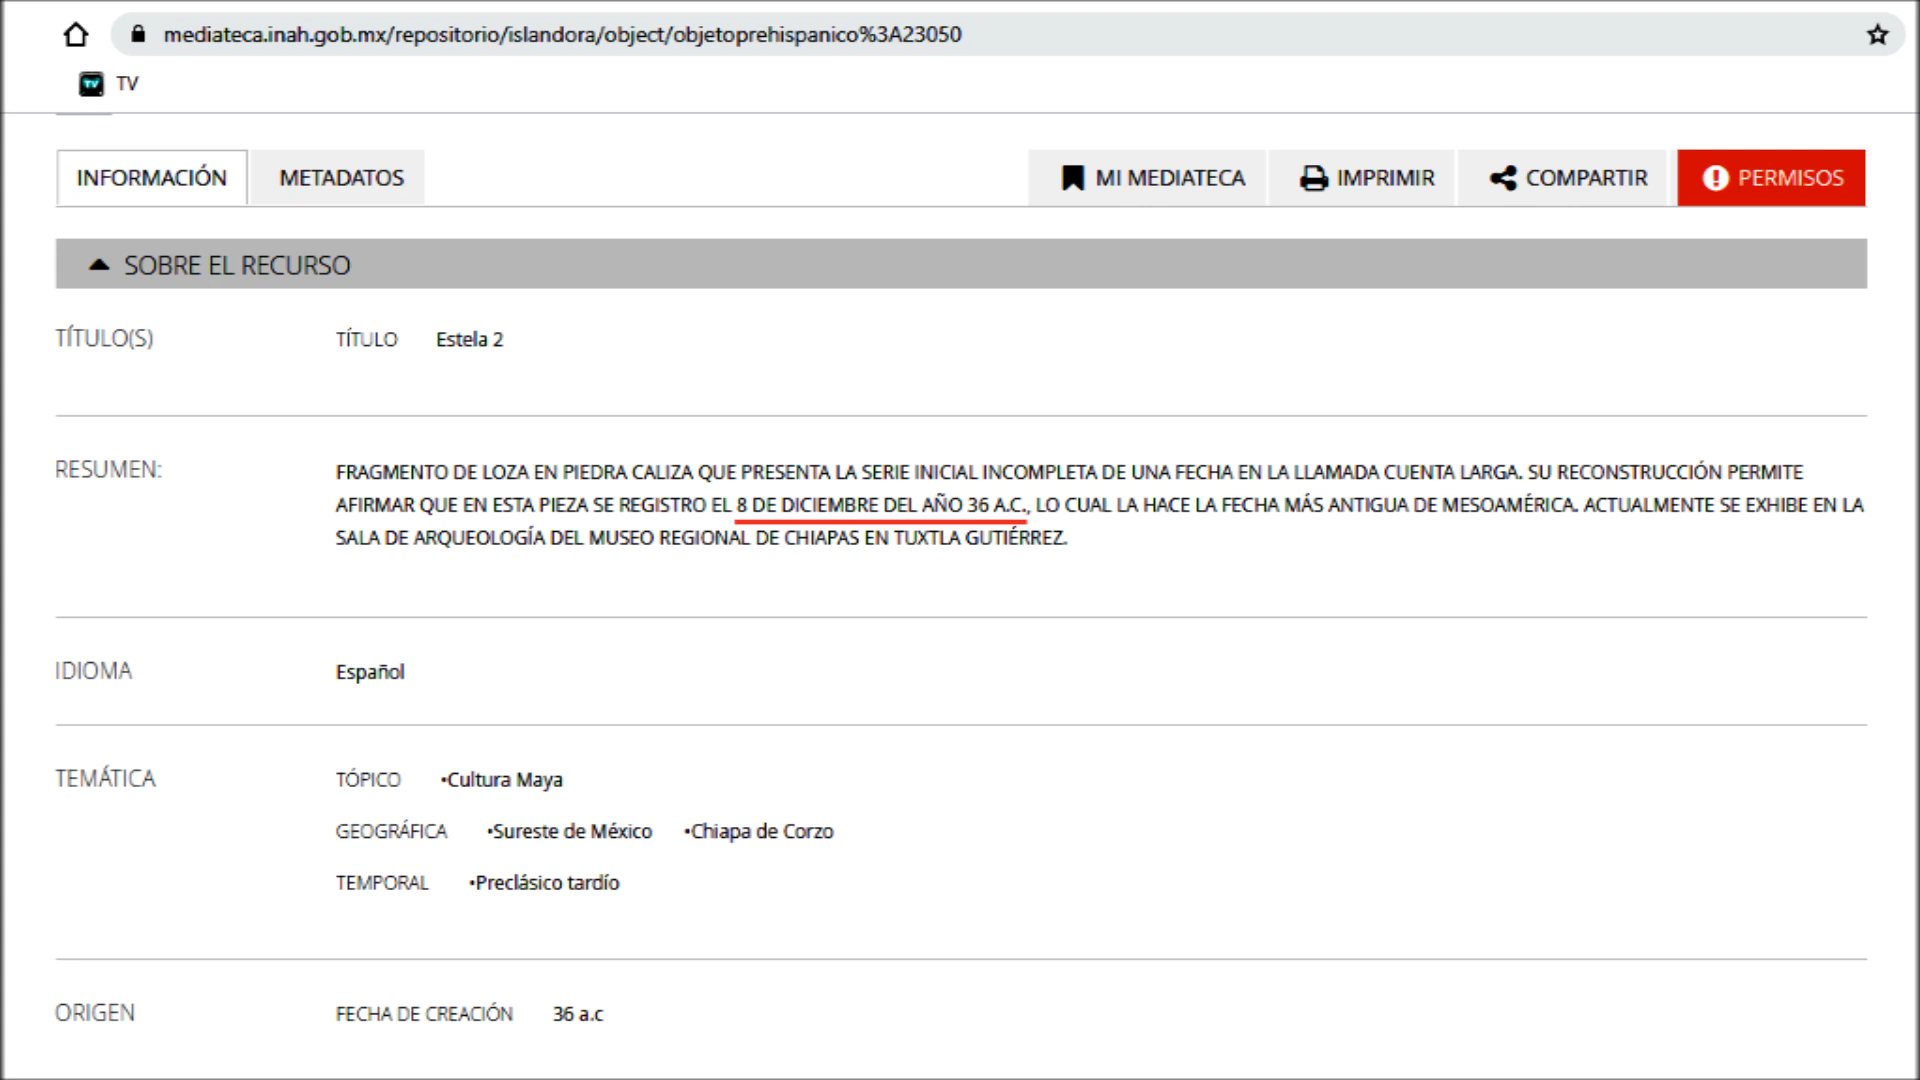 mediateca.inah.gob.mx/repositorio/islandora/object/objetoprehispanico%3A23050
TV TV
INFORMACIÓN METADATOS MI MEDIATECA IMPRIMIR COMPARTIR PERMISOS
SOBRE EL RECURSO
TÍTULO(S) TÍTULO Estela 2
RESUMEN: FRAGMENTO DE LOZA EN PIEDRA CALIZA QUE PRESENTA LA SERIE INICIAL INCOMPLETA DE UNA FECHA EN LA LLAMADA CUENTA LARGA. SU RECONSTRUCCIÓN PERMITE
AFIRMAR QUE EN ESTA PIEZA SE REGISTRO EL 8 DE DICIEMBRE DEL AÑO 36 A.C., LO CUAL LA HACE LA FECHA MÁS ANTIGUA DE MESOAMÉRICA. ACTUALMENTE SE EXHIBE EN LA
SALA DE ARQUEOLOGÍA DEL MUSEO REGIONAL DE CHIAPAS EN TUXTLA GUTIÉRREZ.
IDIOMA Español
TEMÁTICA TÓPICO •Cultura Maya
GEOGRÁFICA •Sureste de México •Chiapa de Corzo
TEMPORAL •Preclásico tardío
ORIGEN FECHA DE CREACIÓN 36 a.c